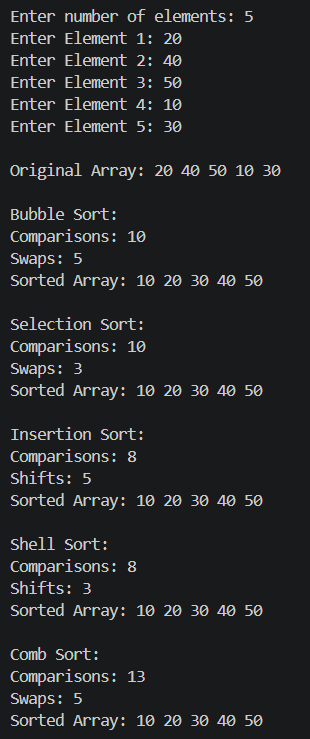 Enter number of elements: 5
Enter Element 1: 20
Enter Element 2: 40
Enter Element 3: 50
Enter Element 4: 10
Enter Element 5: 30
Original Array: 20 40 50 10 30
Bubble Sort:
Comparisons: 10
Swaps: 5
Sorted Array: 10 20 30 40 50
Selection Sort:
Comparisons: 10
Swaps: 3
Sorted Array: 10 20 30 40 50
Insertion Sort:
Comparisons: 8
Shifts: 5
Sorted Array: 10 20 30 40 50
Shell Sort:
Comparisons: 8
Shifts: 3
Sorted Array: 10 20 30 40 50
Comb Sort:
Comparisons: 13
Swaps: 5
Sorted Array: 10 20 30 40 50